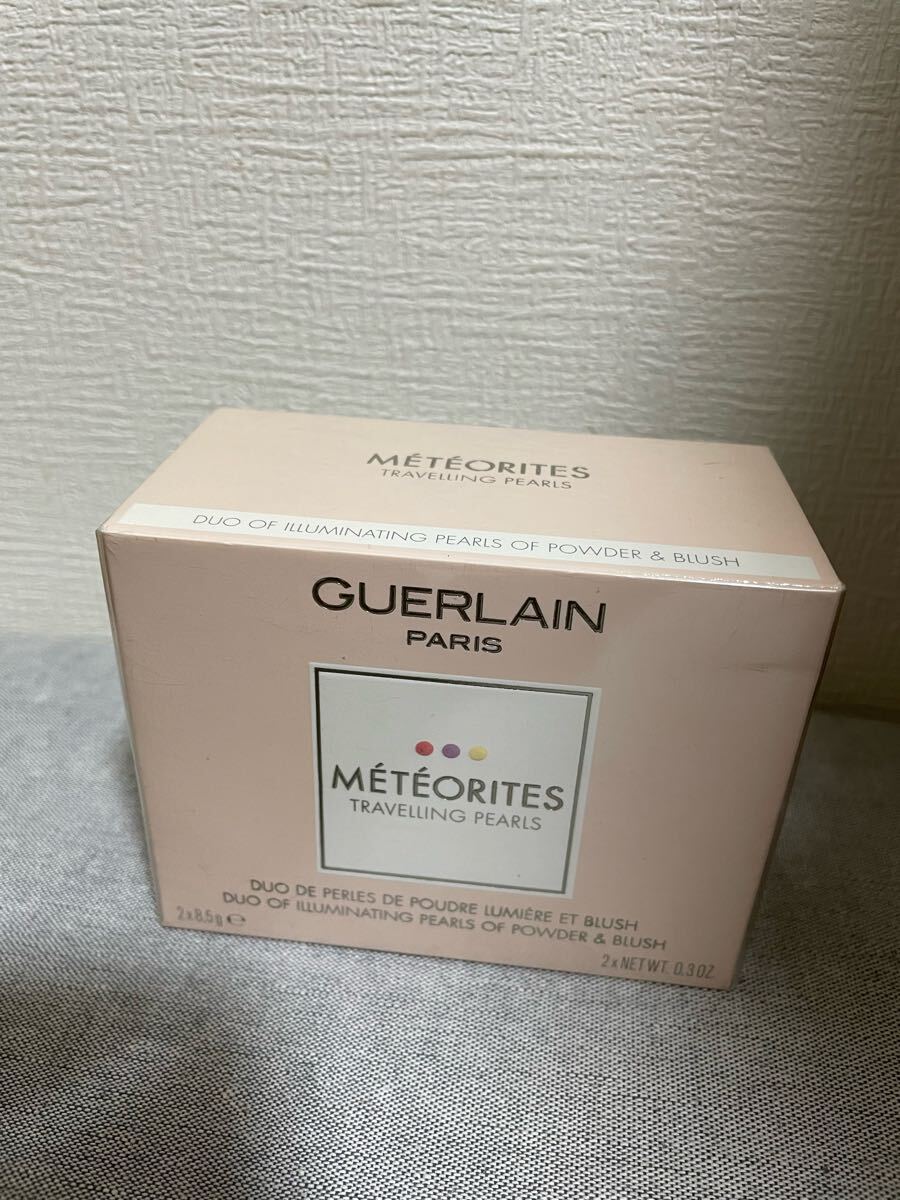 MÉTÉORITES
TRAVELLING PEARLS
DUO OF ILLUMINATING PEARLS OF POWDER & BLUSH
GUERLAIN
PARIS
MÉTÉORITES
TRAVELLING PEARLS
DUO DE PERLES DE POUDRE LUMIÈRE ET BLUSH
DUO OF ILLUMINATING PEARLS OF POWDER & BLUSH
2x8,5g ℮
2x NET WT. 0.3 OZ.